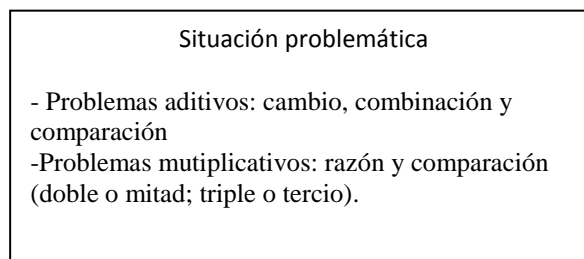 Situación problemática
- Problemas aditivos: cambio, combinación y
comparación
-Problemas mutiplicativos: razón y comparación
(doble o mitad; triple o tercio).